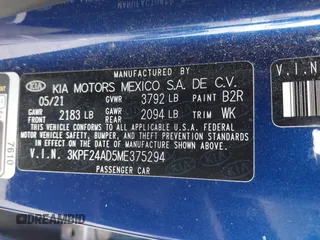 KIA KIA MOTORS MEXICO S.A. DE C.V.
05/21 GVWR 3792 LB PAINT B2R
GAWR FRONT 2183 LB GAWR REAR 2094 LB TRIM WK
THIS VEHICLE CONFORMS TO ALL APPLICABLE FEDERAL MOTOR
VEHICLE SAFETY, BUMPER, AND THEFT PREVENTION
STANDARDS IN EFFECT ON THE DATE OF MANUFACTURE
SHOWN ABOVE.
V.I.N. 3KPF24AD5ME375294
PASSENGER CAR
V.I.N.
7610
DREAMBID